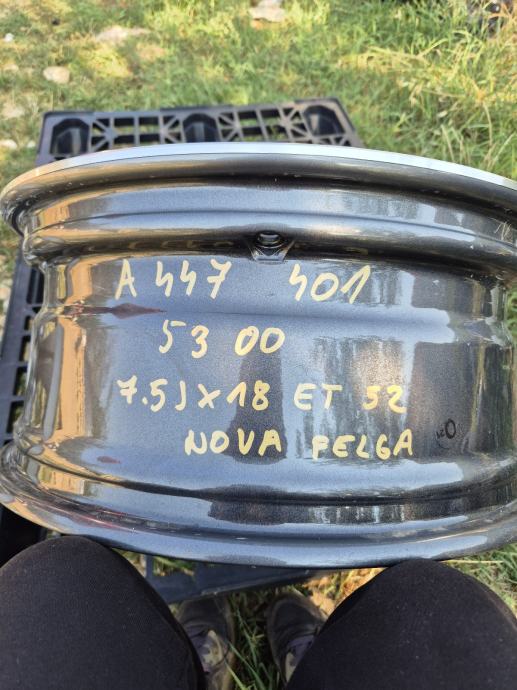 A 447 401
53 00
7.5J X 18 ET 52
NOVA FELGA